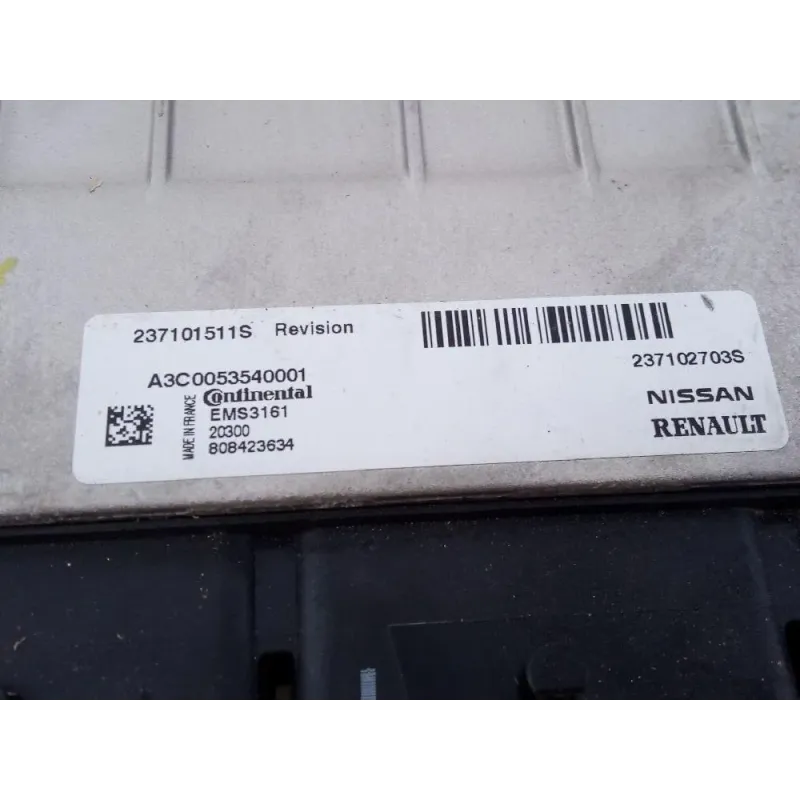 237101511S Revision
237102703S
A3C0053540001
Continental
MADE IN FRANCE
EMS3161
20300
808423634
NISSAN
RENAULT